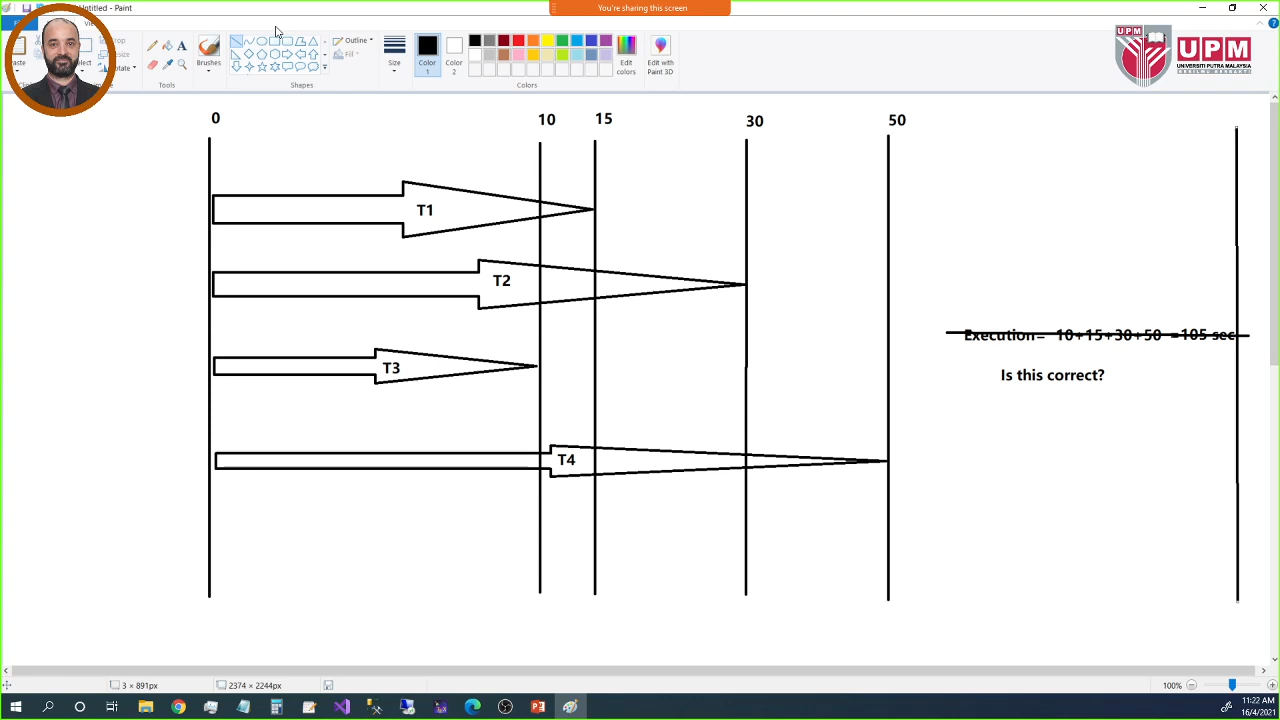 Untitled - Paint
You're sharing this screen
Outline
Fill
Brushes
Size
Color 1
Color 2
Edit colors
Edit with Paint 3D
Tools
Shapes
Colors
UPM
UPM
UNIVERSITI PUTRA MALAYSIA
BERILMU BERBAKTI
0
10
15
30
50
T1
T2
T3
T4
Execution= 10+15+30+50 =105 sec
Is this correct?
3 × 891px
2374 × 2244px
100%
11:22 AM
16/4/2021